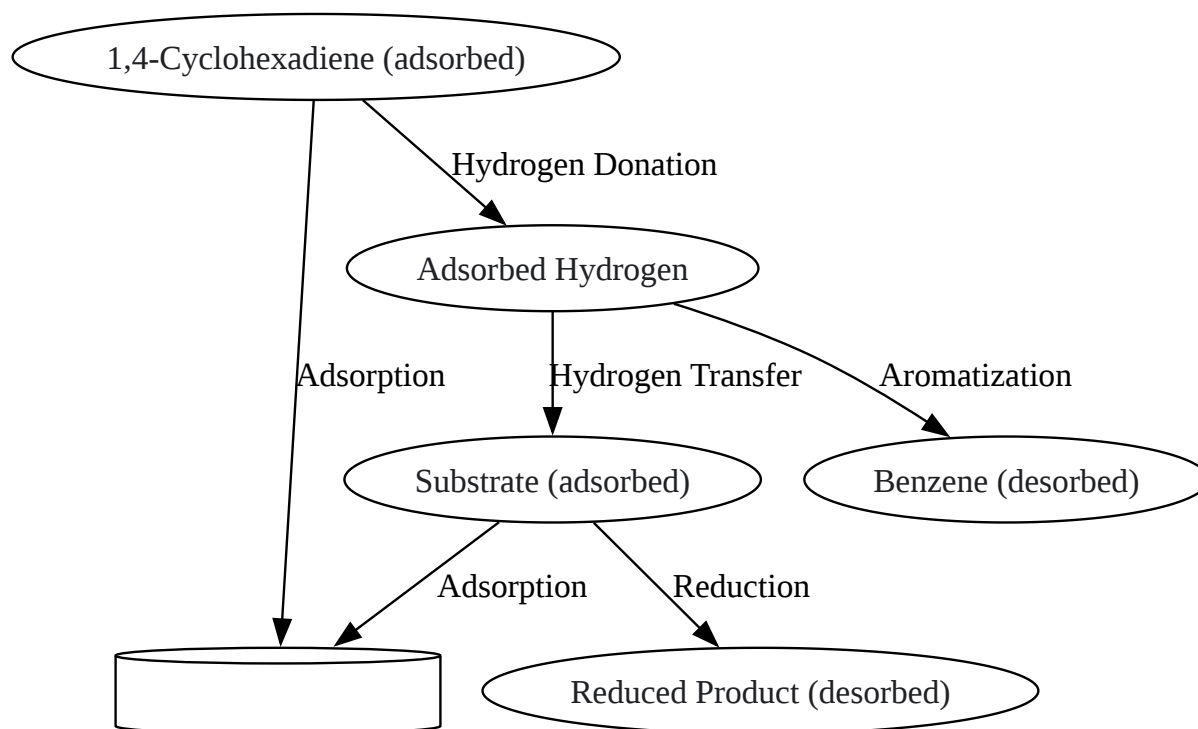 1,4-Cyclohexadiene (adsorbed)
Hydrogen Donation
Adsorbed Hydrogen
Adsorption
Hydrogen Transfer
Aromatization
Substrate (adsorbed)
Benzene (desorbed)
Adsorption
Reduction
Reduced Product (desorbed)